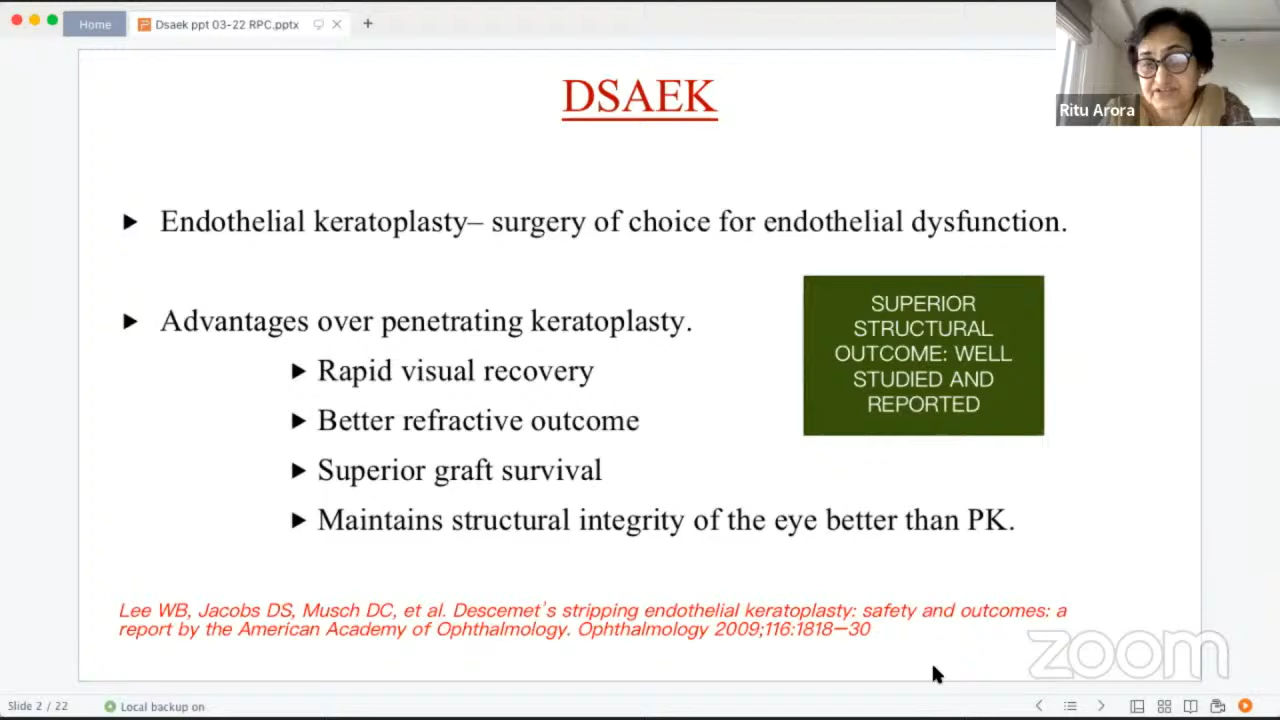 Home
Dsaek ppt 03-22 RPC.pptx
Ritu Arora
DSAEK
Endothelial keratoplasty– surgery of choice for endothelial dysfunction.
Advantages over penetrating keratoplasty.
Rapid visual recovery
Better refractive outcome
Superior graft survival
Maintains structural integrity of the eye better than PK.
SUPERIOR
STRUCTURAL
OUTCOME: WELL
STUDIED AND
REPORTED
Lee WB, Jacobs DS, Musch DC, et al. Descemet's stripping endothelial keratoplasty: safety and outcomes: a
report by the American Academy of Ophthalmology. Ophthalmology 2009;116:1818–30
zoom
Slide 2 / 22
Local backup on